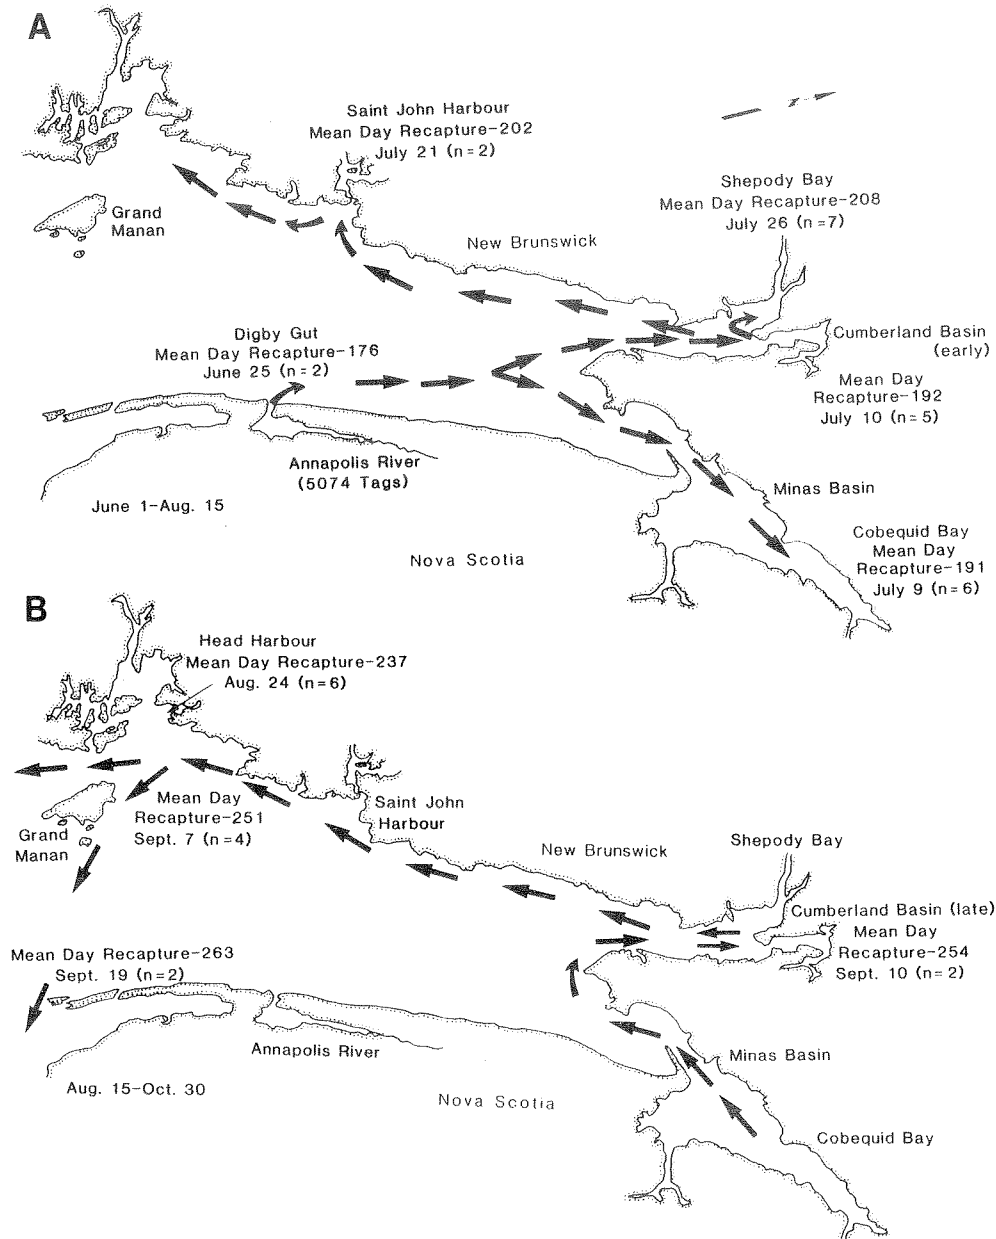 A
Saint John Harbour
Mean Day Recapture-202
July 21 (n=2)
Shepody Bay
Mean Day Recapture-208
July 26 (n=7)
Grand
Manan
New Brunswick
Digby Gut
Mean Day Recapture-176
June 25 (n=2)
Cumberland Basin
(early)
Mean Day
Recapture-192
July 10 (n=5)
Annapolis River
(5074 Tags)
June 1-Aug. 15
Minas Basin
Nova Scotia
Cobequid Bay
Mean Day
Recapture-191
July 9 (n=6)
B
Head Harbour
Mean Day Recapture-237
Aug. 24 (n=6)
Mean Day
Recapture-251
Sept. 7 (n=4)
Grand
Manan
Saint John
Harbour
New Brunswick
Shepody Bay
Cumberland Basin (late)
Mean Day
Recapture-254
Sept. 10 (n=2)
Mean Day Recapture-263
Sept. 19 (n=2)
Annapolis River
Minas Basin
Aug. 15-Oct. 30
Nova Scotia
Cobequid Bay